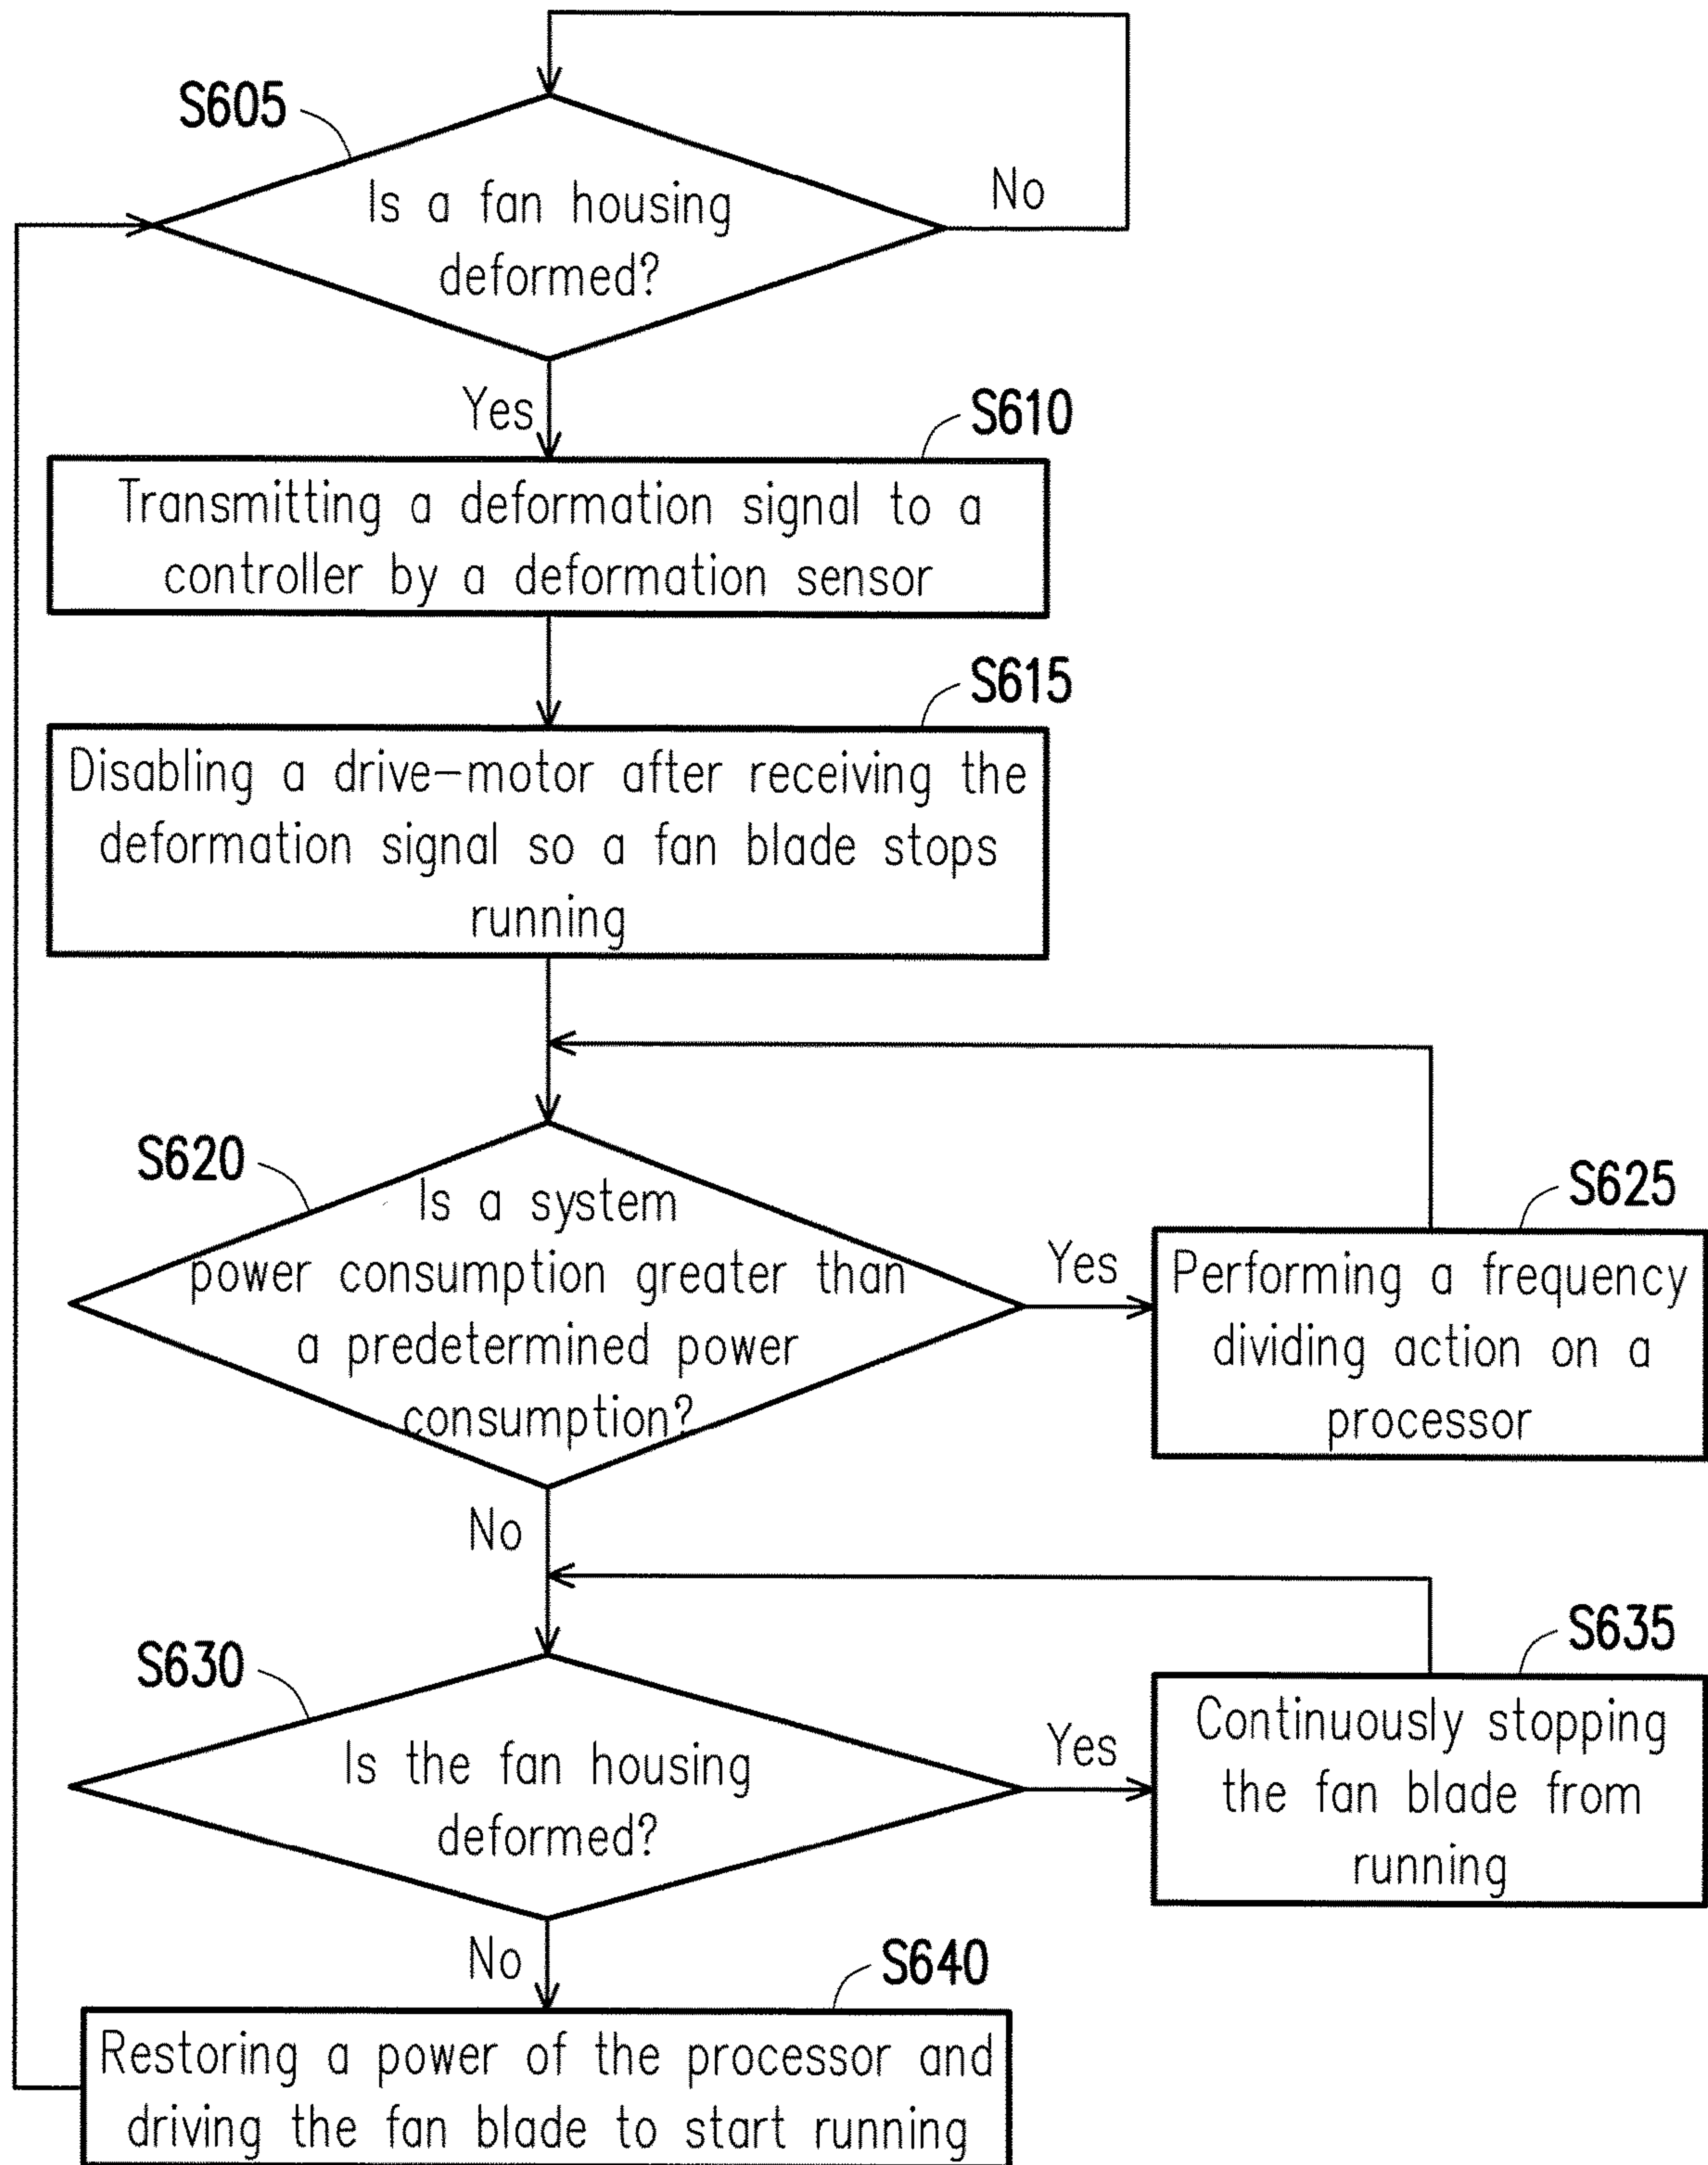 S605
Is a fan housing
deformed?
No
Yes
S610
Transmitting a deformation signal to a
controller by a deformation sensor
S615
Disabling a drive-motor after receiving the
deformation signal so a fan blade stops
running
S620
Is a system
power consumption greater than
a predetermined power
consumption?
Yes
S625
Performing a frequency
dividing action on a
processor
No
S630
Is the fan housing
deformed?
Yes
S635
Continuously stopping
the fan blade from
running
No
S640
Restoring a power of the processor and
driving the fan blade to start running